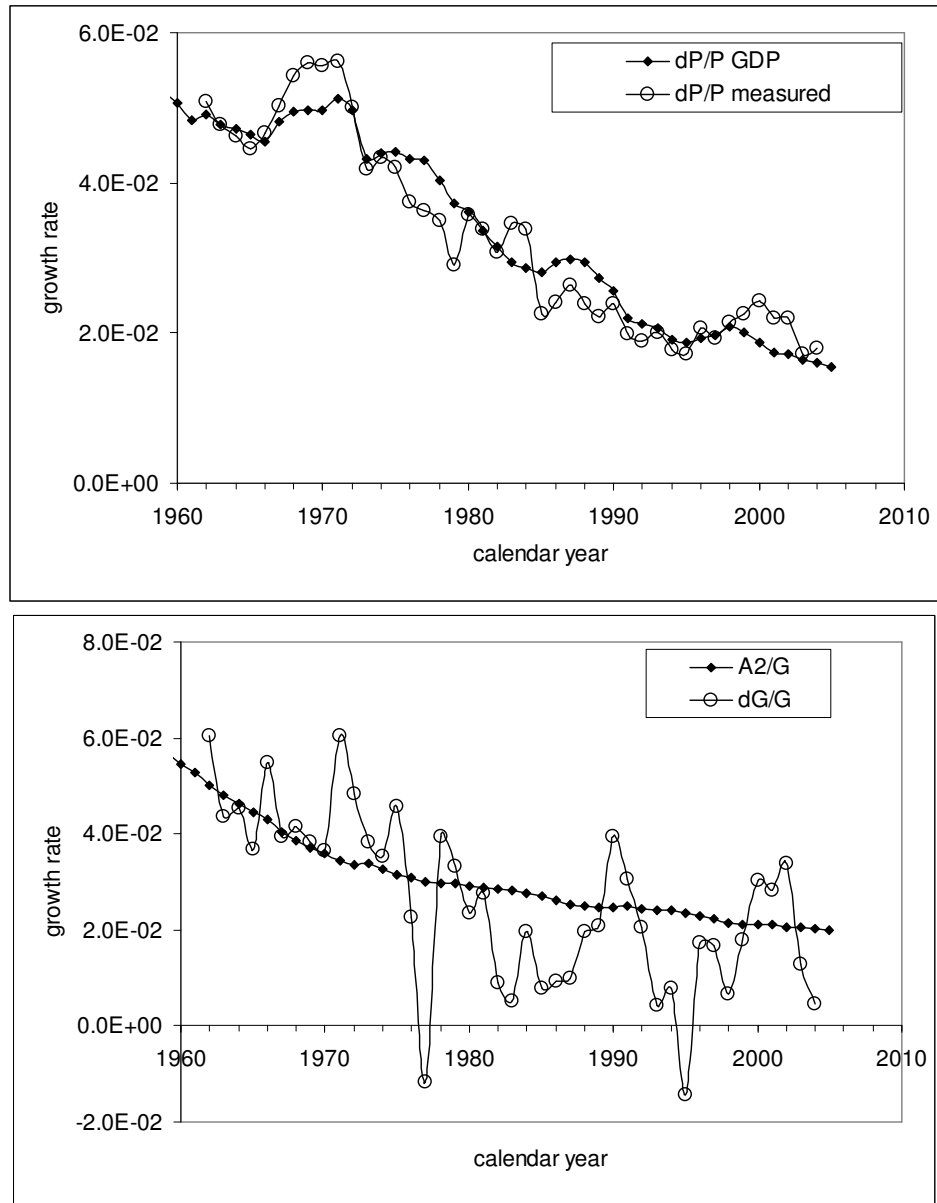 6.0E-02
dP/P GDP
dP/P measured
4.0E-02
growth rate
2.0E-02
0.0E+00
1960 1970 1980 1990 2000 2010
calendar year
8.0E-02
A2/G
dG/G
6.0E-02
4.0E-02
growth rate
2.0E-02
0.0E+00
1960 1970 1980 1990 2000 2010
-2.0E-02
calendar year